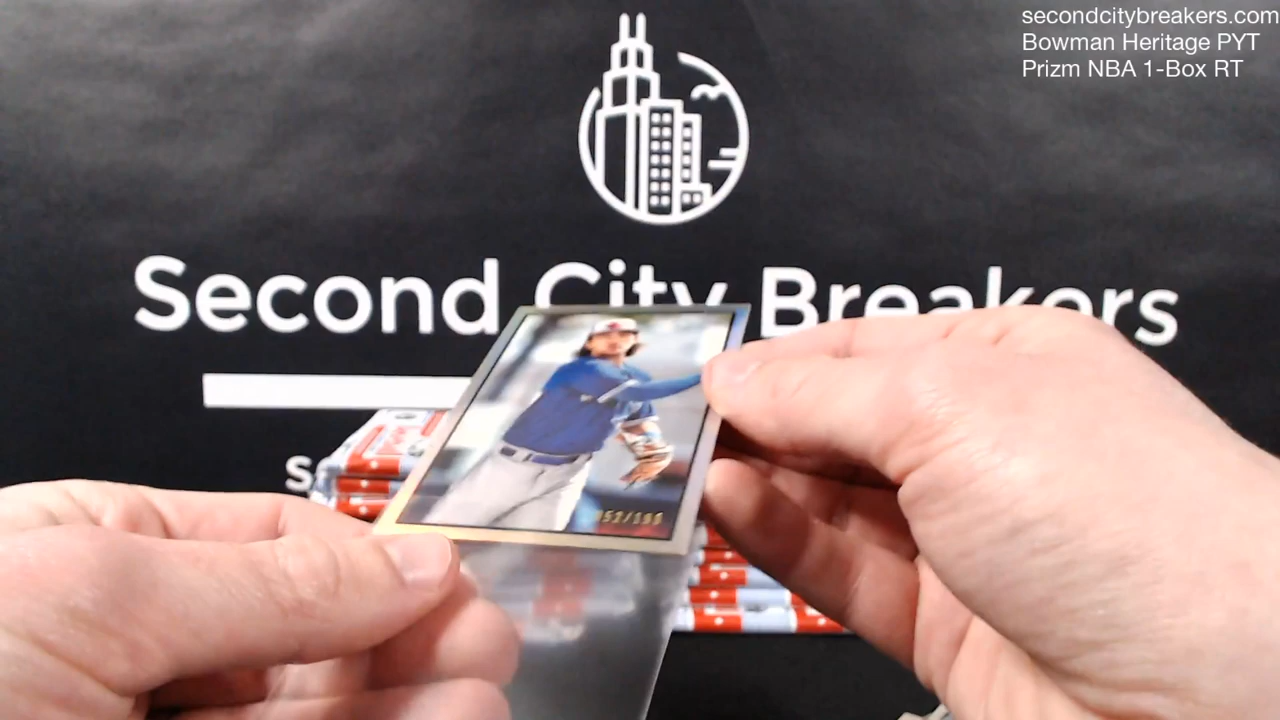 secondcitybreakers.com
Bowman Heritage PYT
Prizm NBA 1-Box RT
Second City Breakers
S